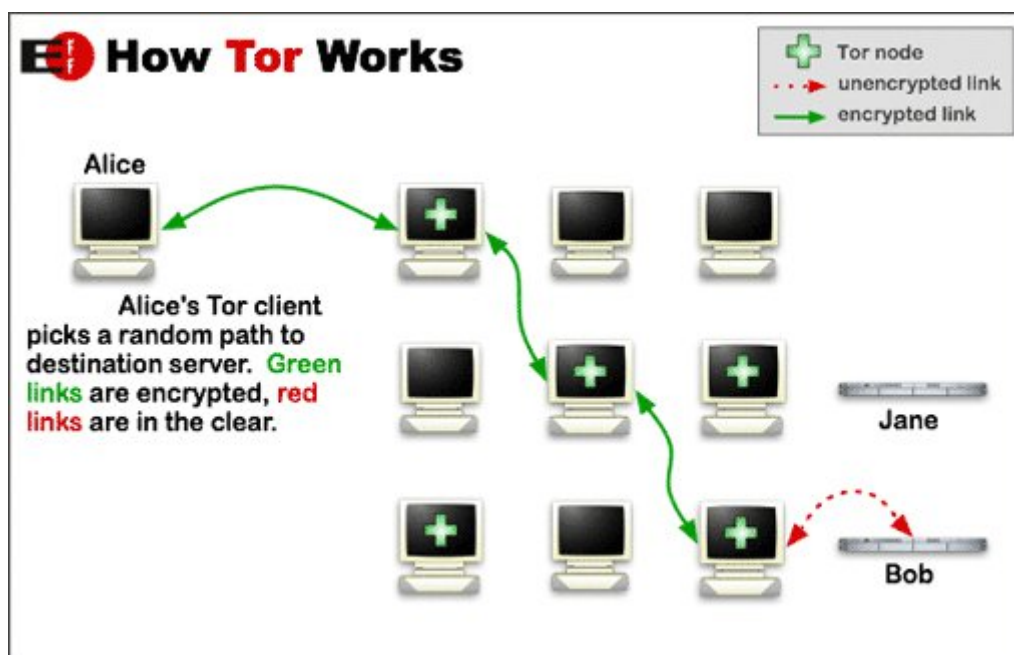 EFF How Tor Works
Tor node
unencrypted link
encrypted link
Alice
Alice's Tor client
picks a random path to
destination server. Green
links are encrypted, red
links are in the clear.
Jane
Bob